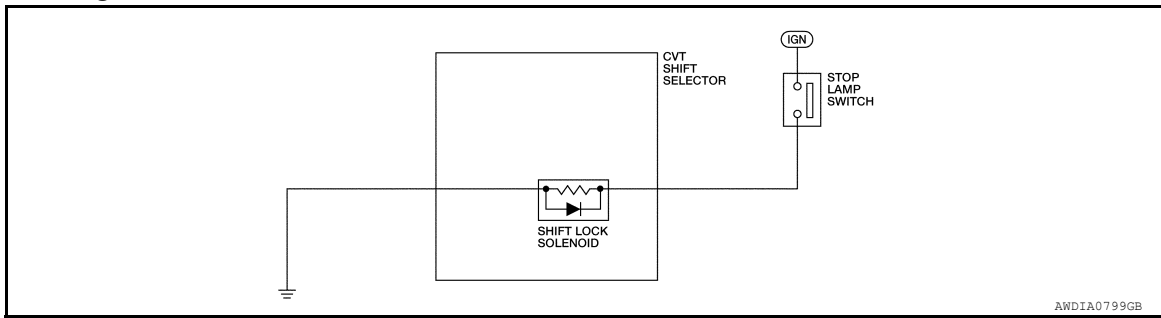 IGN
CVT
SHIFT
SELECTOR
STOP
LAMP
SWITCH
SHIFT LOCK
SOLENOID
AWDIA0799GB